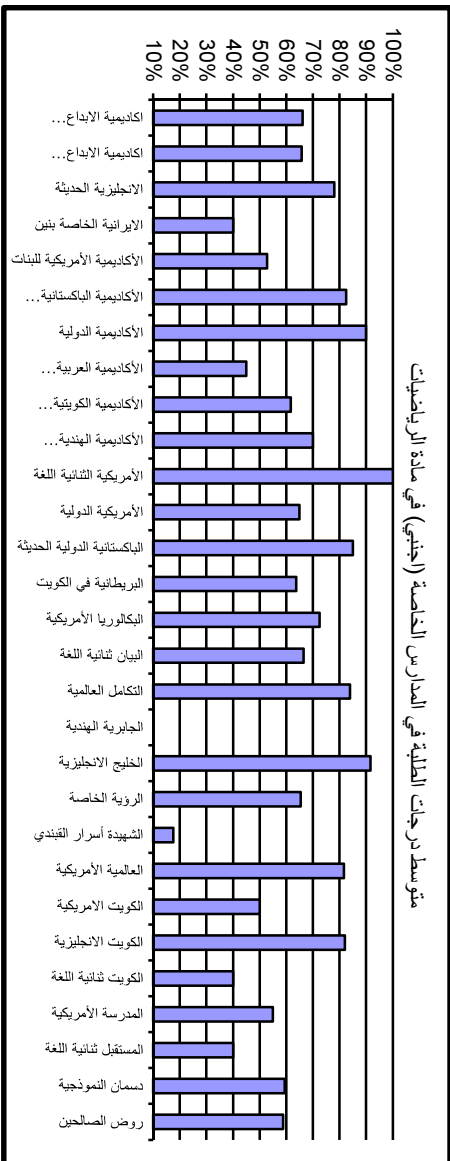 متوسط درجات الطلبة في المدارس الخاصة (اجنبي) في مادة الرياضيات
100%
90%
80%
70%
60%
50%
40%
30%
20%
10%
اكاديمية الابداع...
اكاديمية الابداع...
الانجليزية الحديثة
الايرانية الخاصة بنين
الأكاديمية الأمريكية للبنات
الأكاديمية الباكستانية...
الأكاديمية الدولية
الأكاديمية العربية...
الأكاديمية الكويتية...
الأكاديمية الهندية...
الأمريكية الثنائية اللغة
الأمريكية الدولية
الباكستانية الدولية الحديثة
البريطانية في الكويت
البكالوريا الأمريكية
البيان ثنائية اللغة
التكامل العالمية
الجابرية الهندية
الخليج الانجليزية
الرؤية الخاصة
الشهيدة أسرار القبندي
العالمية الأمريكية
الكويت الامريكية
الكويت الانجليزية
الكويت ثنائية اللغة
المدرسة الأمريكية
المستقبل ثنائية اللغة
دسمان النموذجية
روض الصالحين